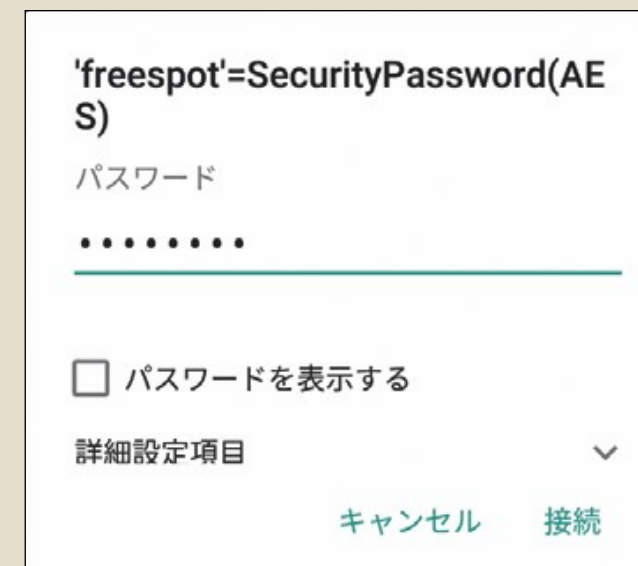 'freespot'=SecurityPassword(AE
S)
パスワード
••••••••
パスワードを表示する
詳細設定項目
キャンセル 接続